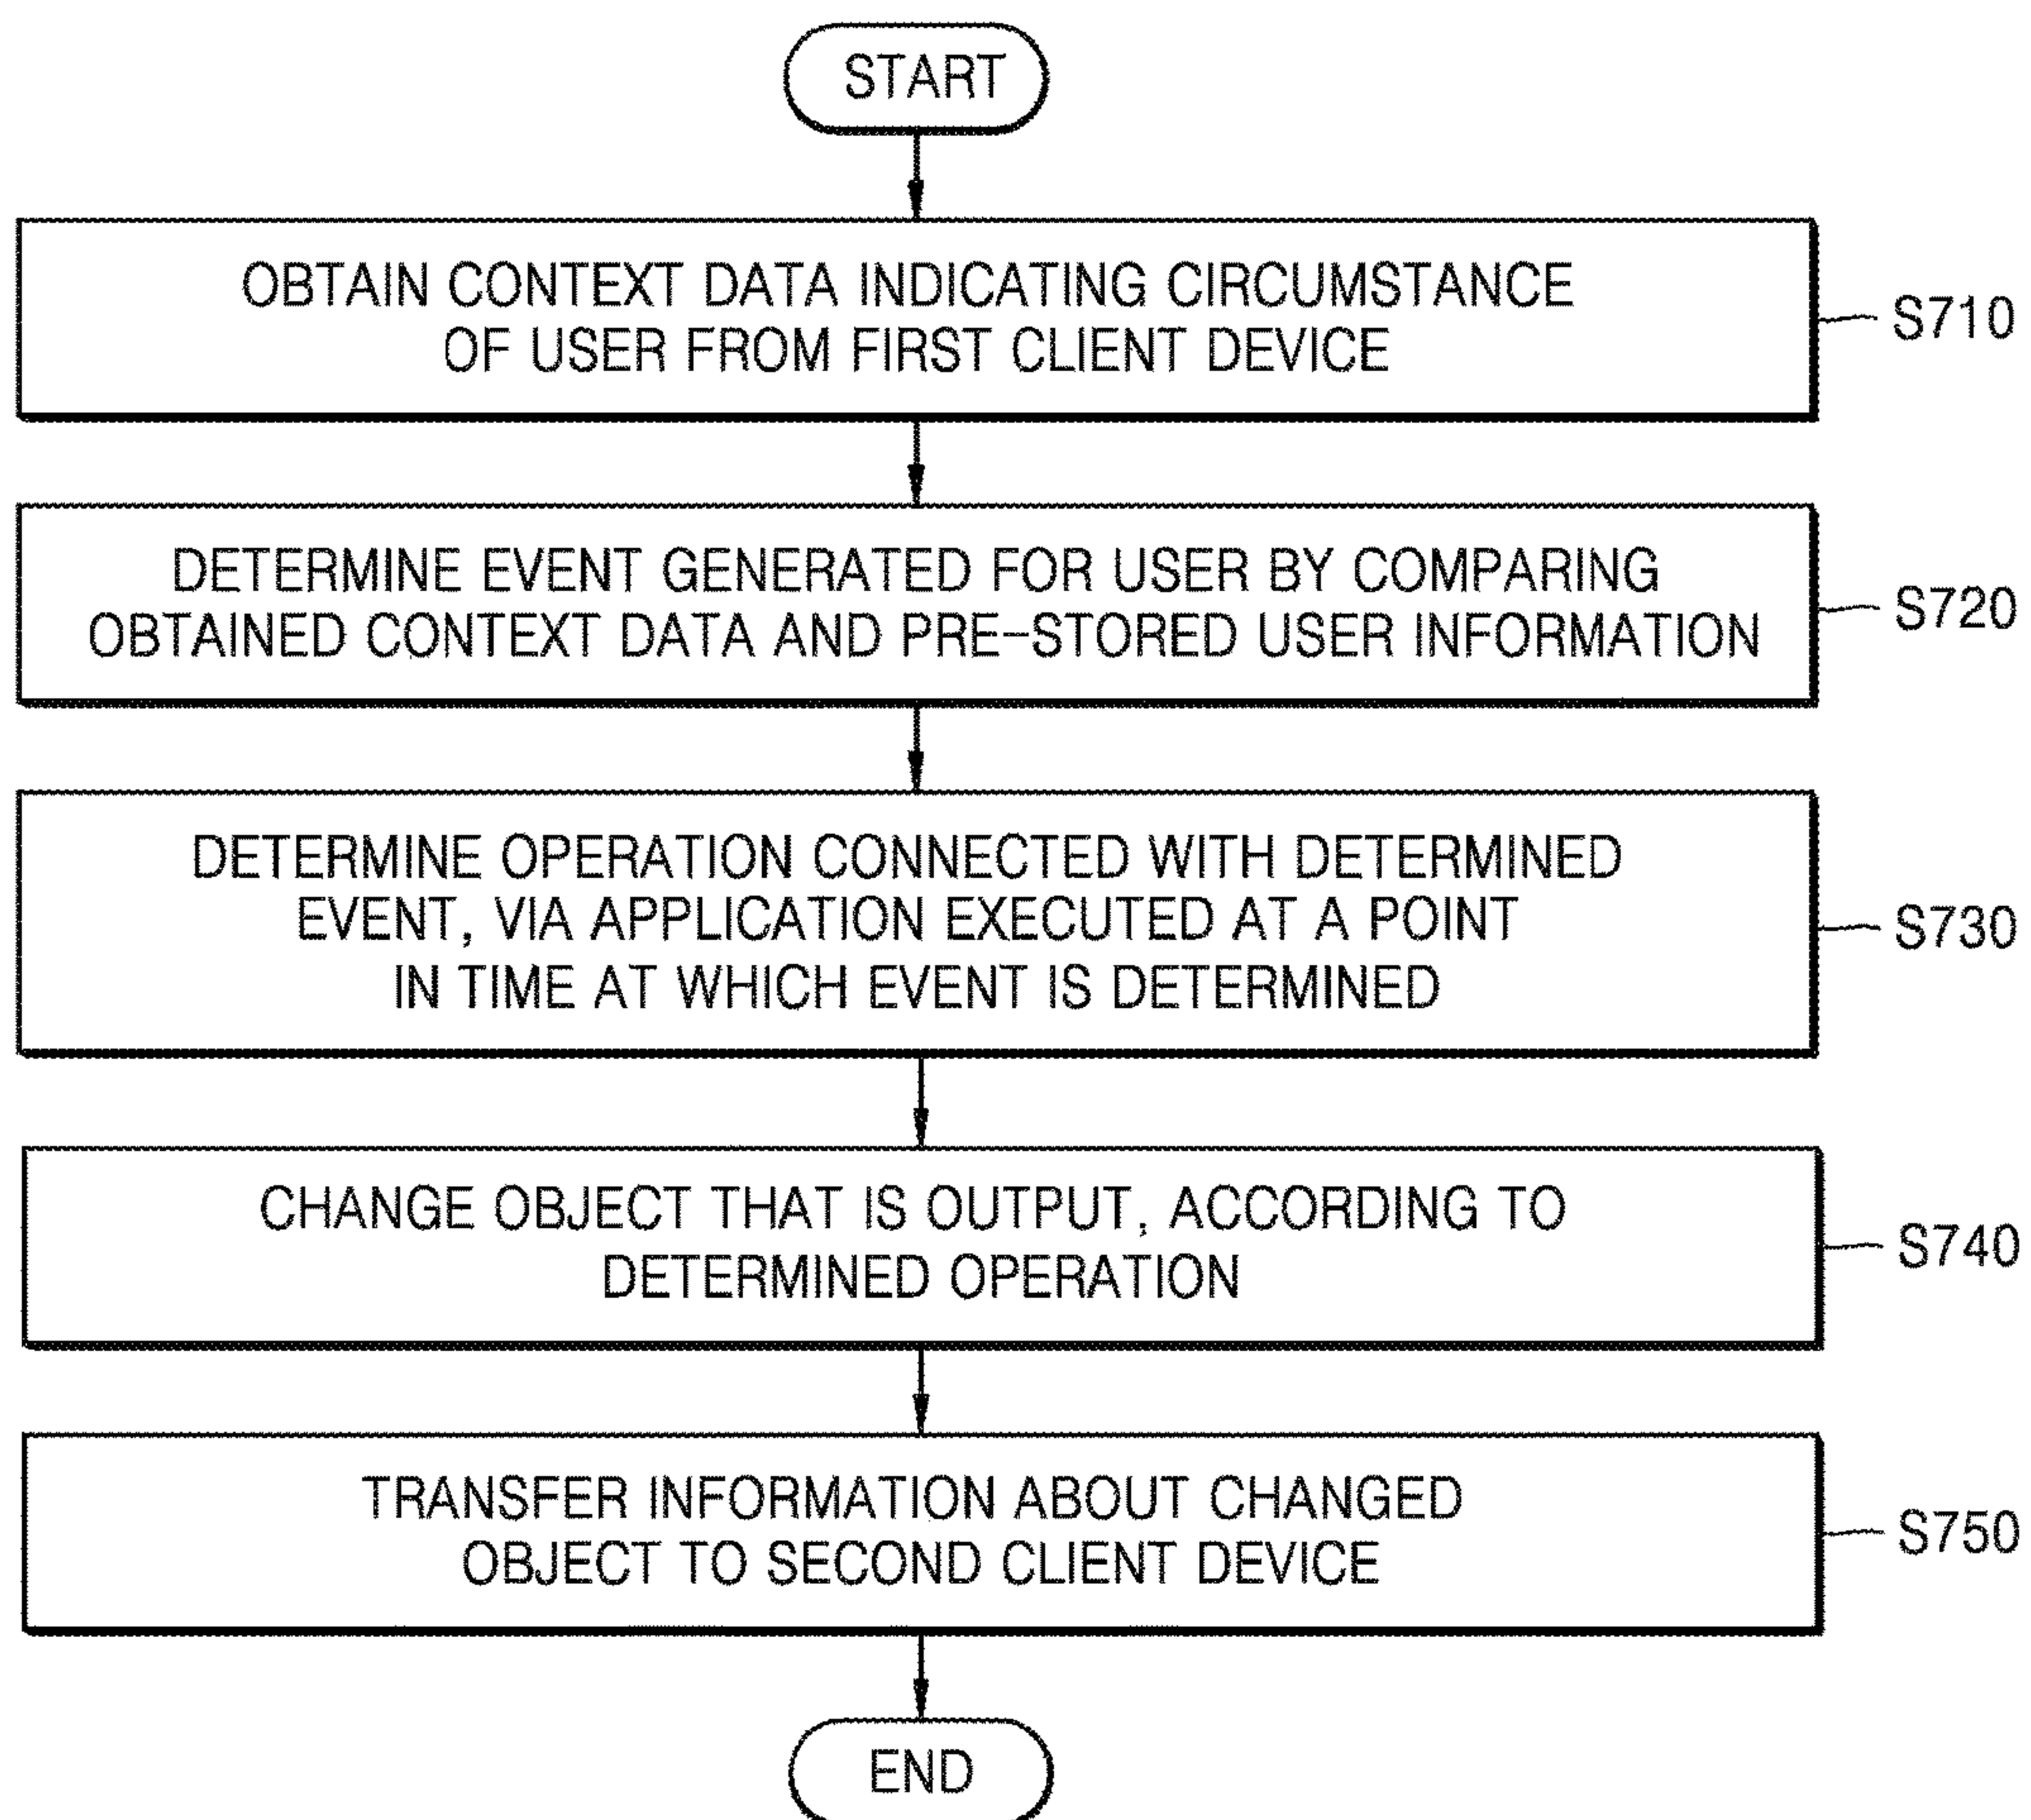 START
OBTAIN CONTEXT DATA INDICATING CIRCUMSTANCE
OF USER FROM FIRST CLIENT DEVICE
S710
DETERMINE EVENT GENERATED FOR USER BY COMPARING
OBTAINED CONTEXT DATA AND PRE-STORED USER INFORMATION
S720
DETERMINE OPERATION CONNECTED WITH DETERMINED
EVENT, VIA APPLICATION EXECUTED AT A POINT
IN TIME AT WHICH EVENT IS DETERMINED
S730
CHANGE OBJECT THAT IS OUTPUT, ACCORDING TO
DETERMINED OPERATION
S740
TRANSFER INFORMATION ABOUT CHANGED
OBJECT TO SECOND CLIENT DEVICE
S750
END